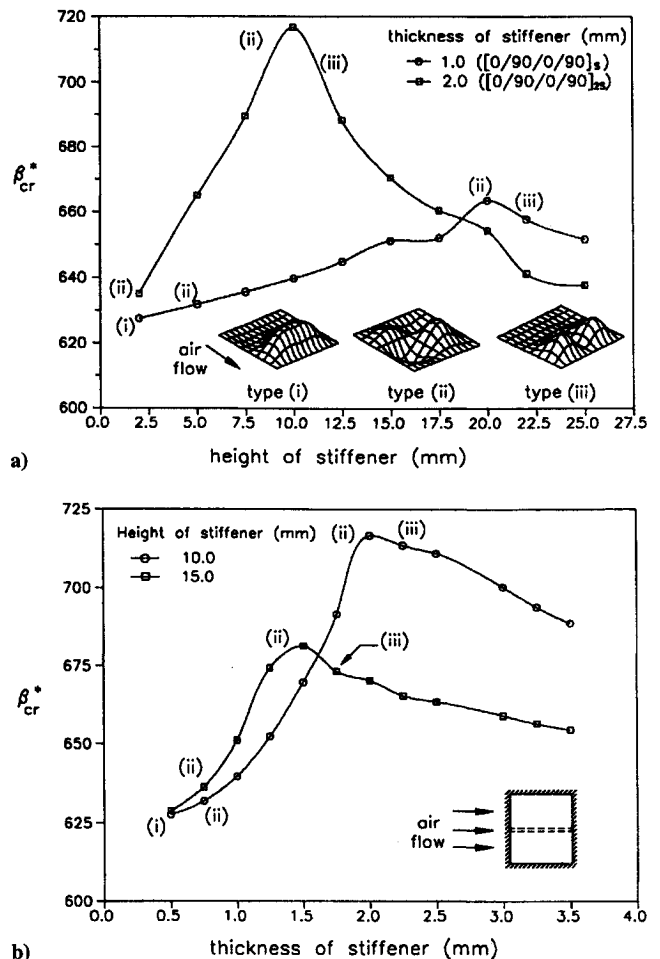 720
700
680
660
640
620
600
β*cr
(ii)
(iii)
thickness of stiffener (mm)
1.0 ([0/90/0/90]s)
2.0 ([0/90/0/90]2s)
(ii)
(iii)
(ii)
(ii)
(i)
air
flow
type (i)
type (ii)
type (iii)
0.0 2.5 5.0 7.5 10.0 12.5 15.0 17.5 20.0 22.5 25.0 27.5
a)
height of stiffener (mm)
725
700
675
650
625
600
β*cr
Height of stiffener (mm)
10.0
15.0
(ii)
(iii)
(ii)
(iii)
(ii)
(i)
(ii)
air
flow
0.0 0.5 1.0 1.5 2.0 2.5 3.0 3.5 4.0
b)
thickness of stiffener (mm)